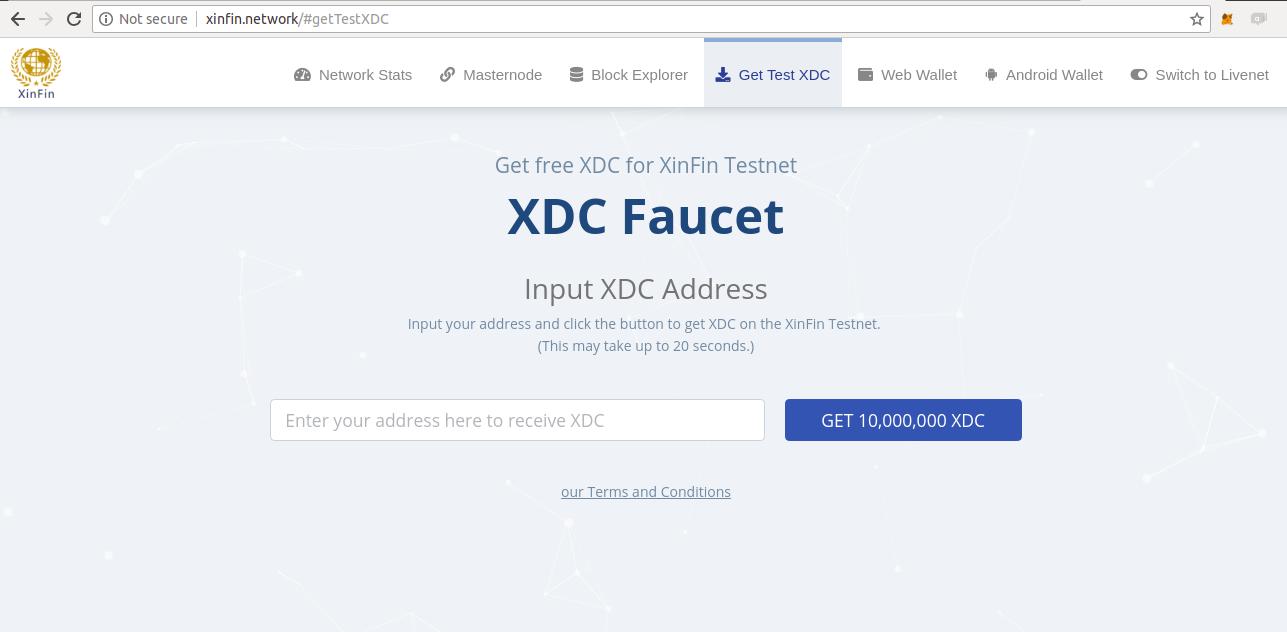 Not secure | xinfin.network/#getTestXDC
XinFin
Network Stats Masternode Block Explorer Get Test XDC Web Wallet Android Wallet Switch to Livenet
Get free XDC for XinFin Testnet
XDC Faucet
Input XDC Address
Input your address and click the button to get XDC on the XinFin Testnet.
(This may take up to 20 seconds.)
Enter your address here to receive XDC
GET 10,000,000 XDC
our Terms and Conditions